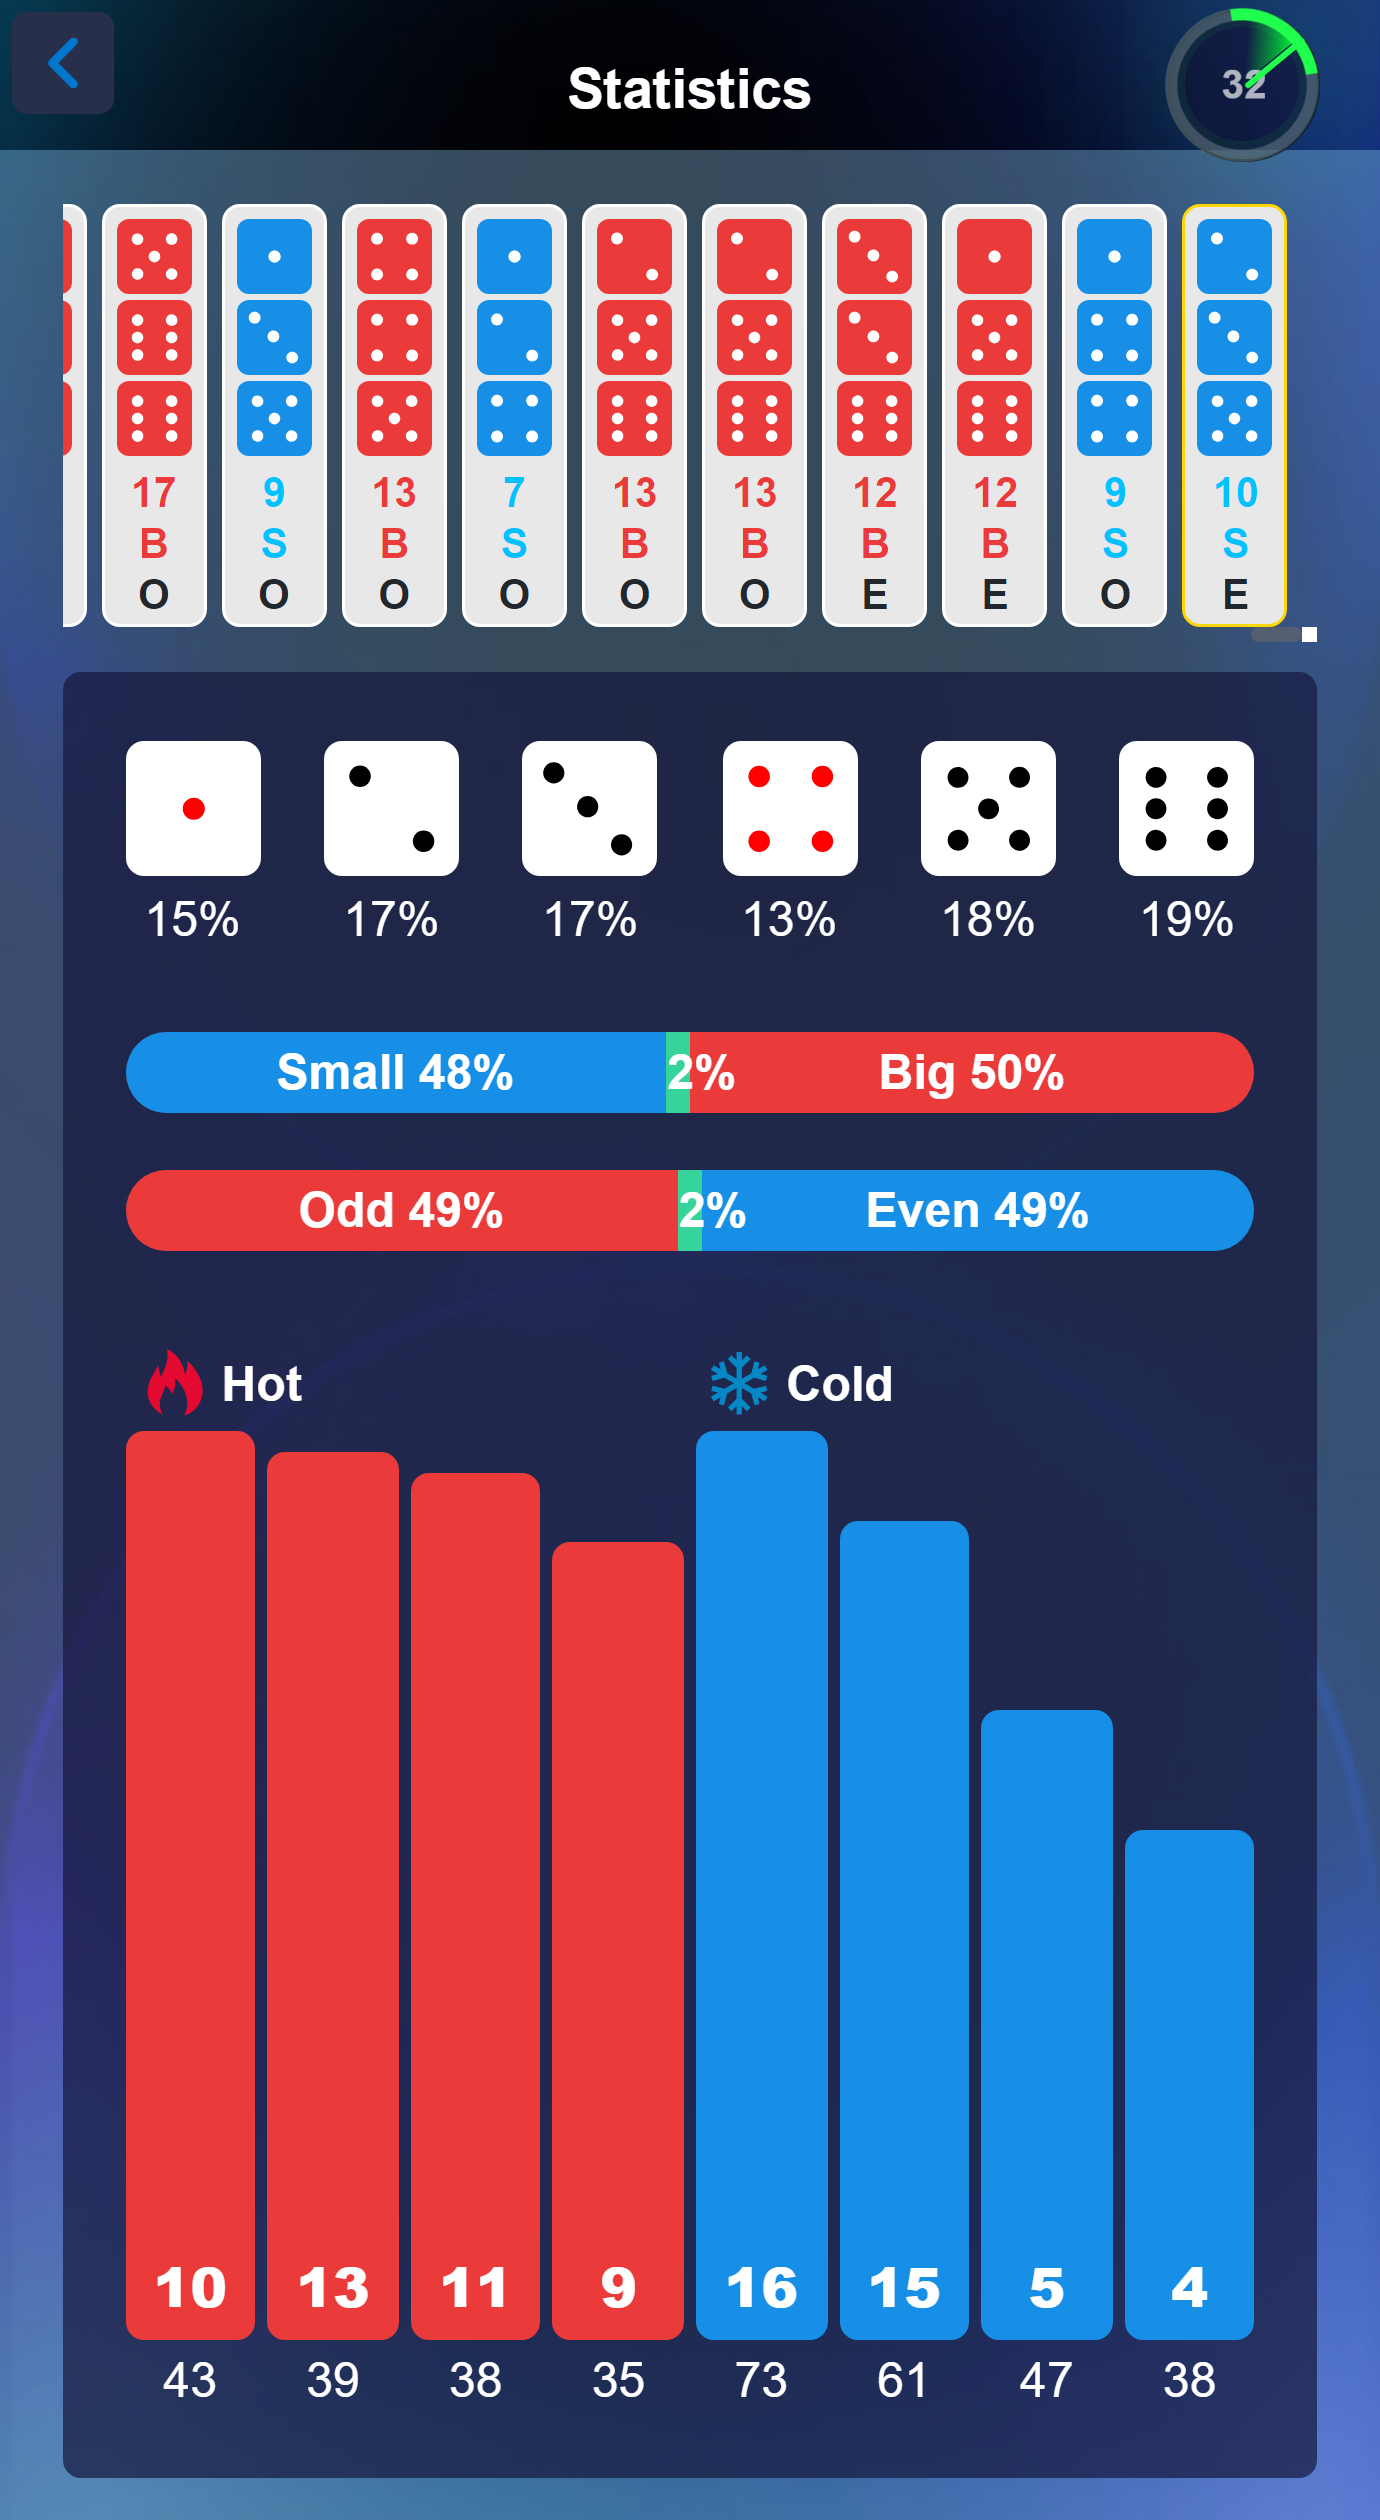 Statistics
32
17 9 13 7 13 13 12 12 9 10
B S B S B B B B S S
O O O O O O E E O E
15% 17% 17% 13% 18% 19%
Small 48% 2% Big 50%
Odd 49% 2% Even 49%
Hot Cold
10 13 11 9 16 15 5 4
43 39 38 35 73 61 47 38